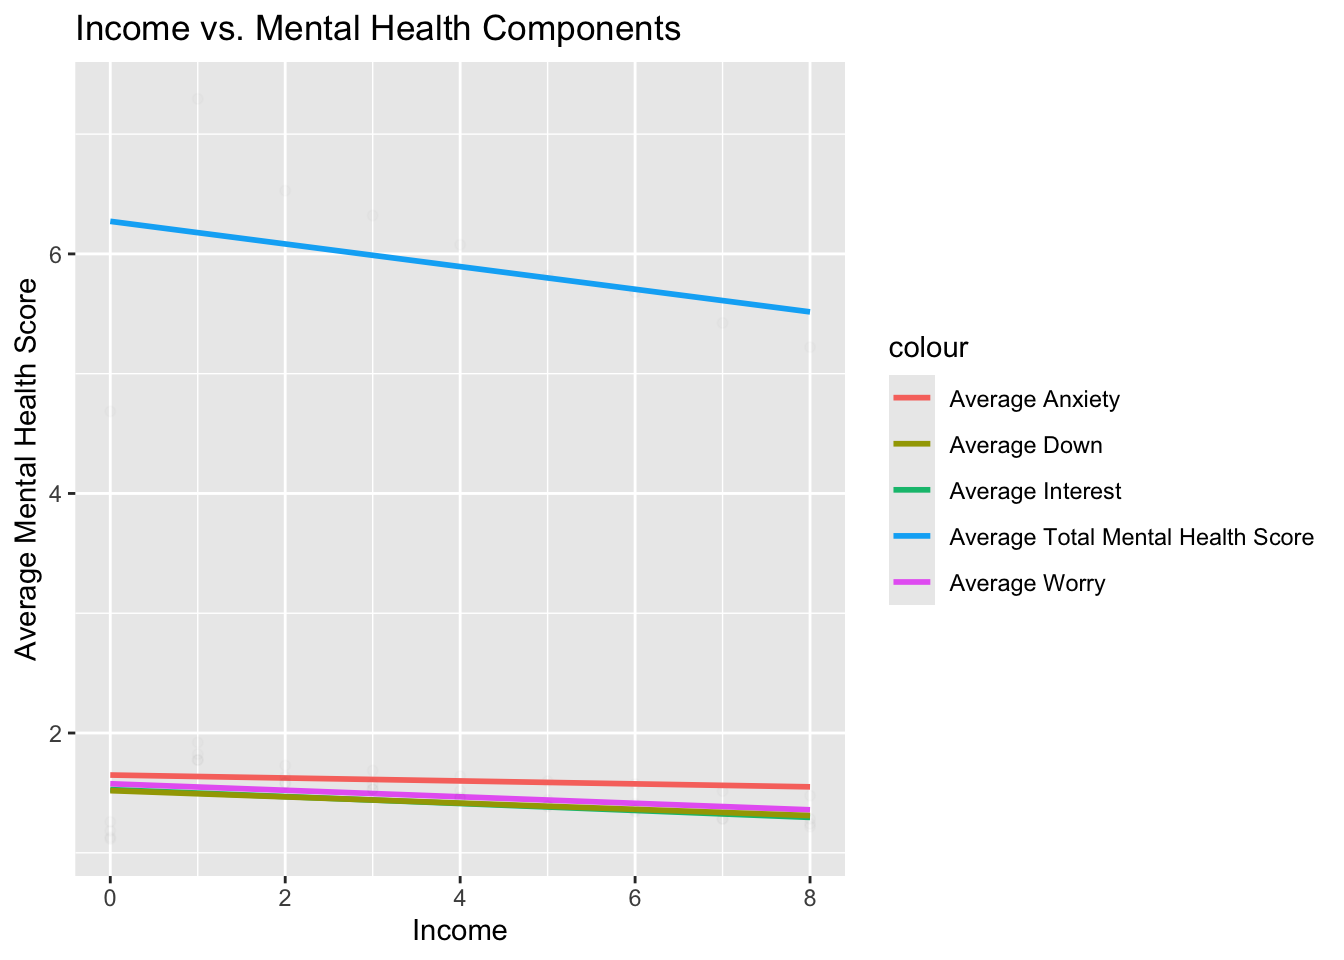 Income vs. Mental Health Components
Average Mental Health Score
6
4
2
0 2 4 6 8
Income
colour
Average Anxiety
Average Down
Average Interest
Average Total Mental Health Score
Average Worry